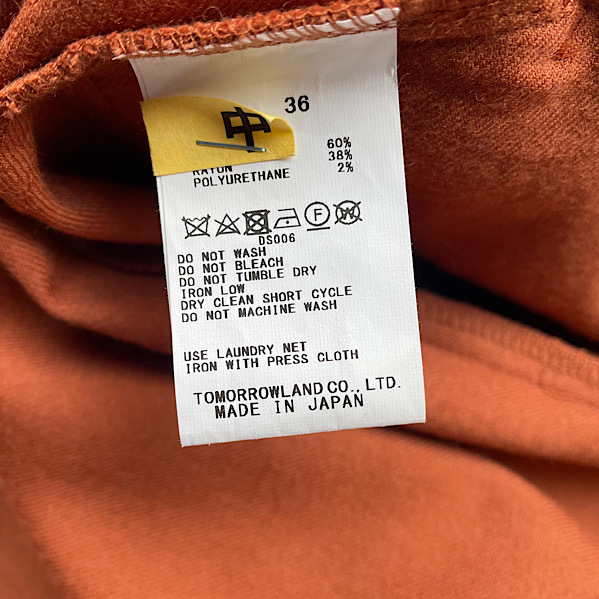 36
中
60%
RAYON 38%
POLYURETHANE 2%
F
W
DS006
DO NOT WASH
DO NOT BLEACH
DO NOT TUMBLE DRY
IRON LOW
DRY CLEAN SHORT CYCLE
DO NOT MACHINE WASH
USE LAUNDRY NET
IRON WITH PRESS CLOTH
TOMORROWLAND CO., LTD.
MADE IN JAPAN